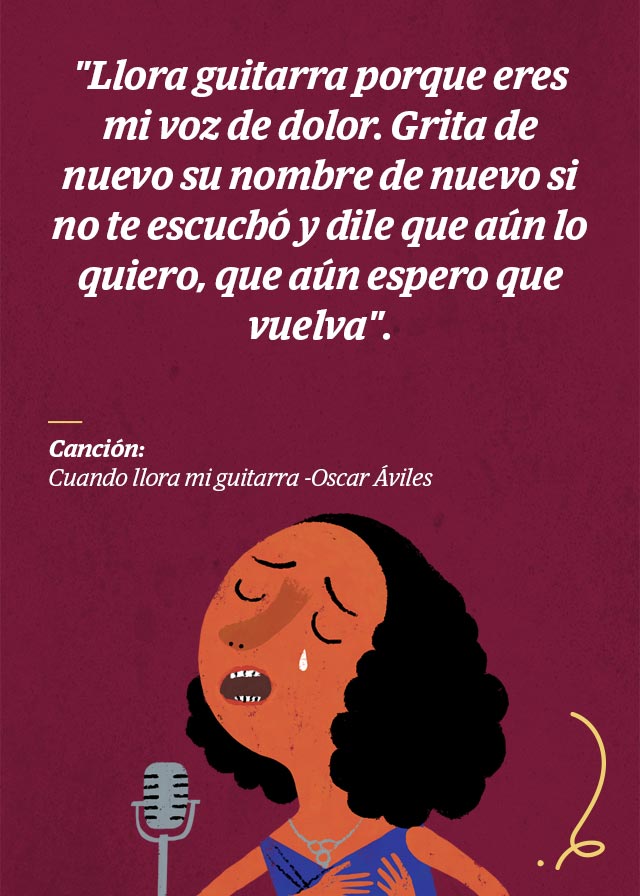 "Llora guitarra porque eres
mi voz de dolor. Grita de
nuevo su nombre de nuevo si
no te escuchó y dile que aún lo
quiero, que aún espero que
vuelva".
Canción:
Cuando llora mi guitarra -Oscar Áviles